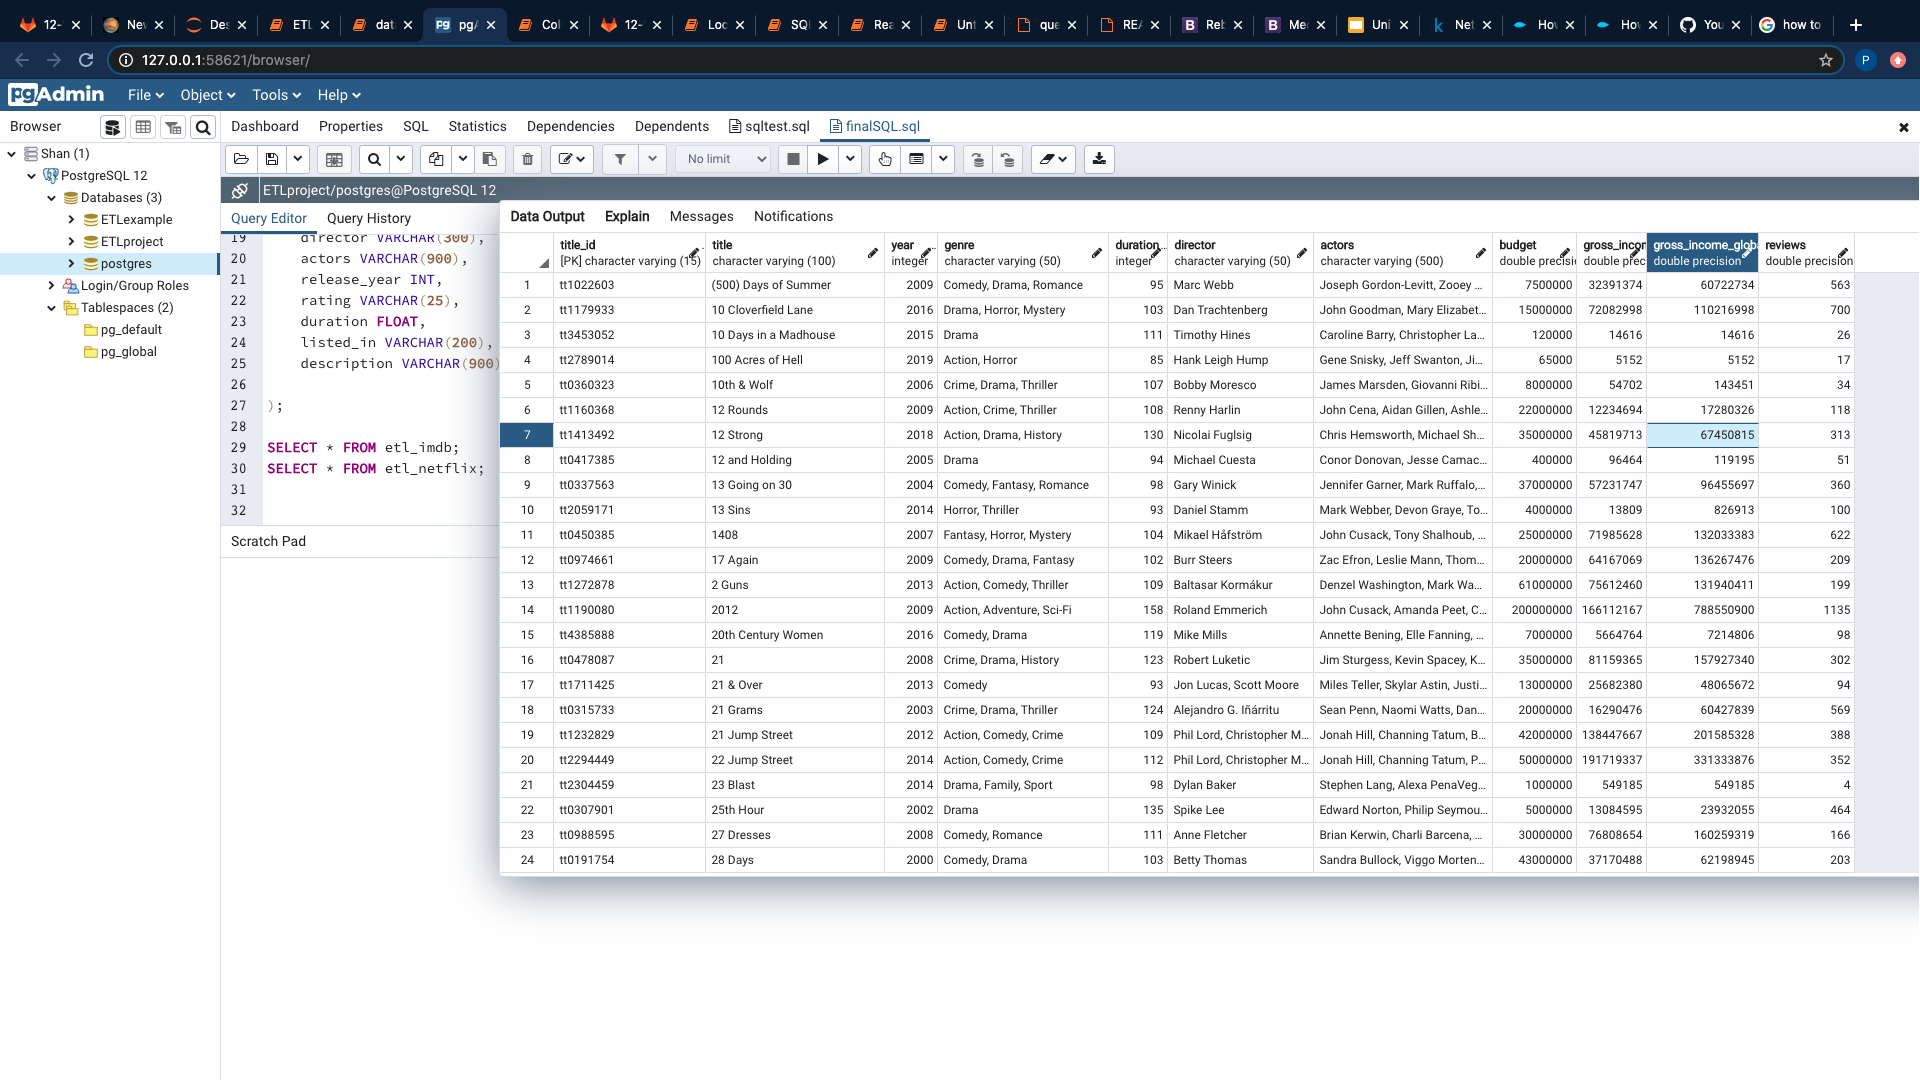 12- New Des ETL data pgA Col 12- Loc SQL Rea Unt que REA Reb Me Uni Net Hov Hov You how to
127.0.0.1:58621/browser/ P
pgAdmin File Object Tools Help
Browser Dashboard Properties SQL Statistics Dependencies Dependents sqltest.sql finalSQL.sql
Shan (1)
PostgreSQL 12
Databases (3)
ETLexample
ETLproject
postgres
Login/Group Roles
Tablespaces (2)
pg_default
pg_global
No limit
ETLproject/postgres@PostgreSQL 12
Query Editor Query History
19 director VARCHAR(300),
20 actors VARCHAR(900),
21 release_year INT,
22 rating VARCHAR(25),
23 duration FLOAT,
24 listed_in VARCHAR(200),
25 description VARCHAR(900)
26
27 );
28
29 SELECT * FROM etl_imdb;
30 SELECT * FROM etl_netflix;
31
32
Scratch Pad
Data Output Explain Messages Notifications
title_id title year genre duration director actors budget gross_incom gross_income_globa reviews
[PK] character varying (15) character varying (100) integer character varying (50) integer character varying (50) character varying (500) double precisi double prec double precision double precision
1 tt1022603 (500) Days of Summer 2009 Comedy, Drama, Romance 95 Marc Webb Joseph Gordon-Levitt, Zooey ... 7500000 32391374 60722734 563
2 tt1179933 10 Cloverfield Lane 2016 Drama, Horror, Mystery 103 Dan Trachtenberg John Goodman, Mary Elizabet... 15000000 72082998 110216998 700
3 tt3453052 10 Days in a Madhouse 2015 Drama 111 Timothy Hines Caroline Barry, Christopher La... 120000 14616 14616 26
4 tt2789014 100 Acres of Hell 2019 Action, Horror 85 Hank Leigh Hump Gene Snisky, Jeff Swanton, Ji... 65000 5152 5152 17
5 tt0360323 10th & Wolf 2006 Crime, Drama, Thriller 107 Bobby Moresco James Marsden, Giovanni Ribi... 8000000 54702 143451 34
6 tt1160368 12 Rounds 2009 Action, Crime, Thriller 108 Renny Harlin John Cena, Aidan Gillen, Ashle... 22000000 12234694 17280326 118
7 tt1413492 12 Strong 2018 Action, Drama, History 130 Nicolai Fuglsig Chris Hemsworth, Michael Sh... 35000000 45819713 67450815 313
8 tt0417385 12 and Holding 2005 Drama 94 Michael Cuesta Conor Donovan, Jesse Camac... 400000 96464 119195 51
9 tt0337563 13 Going on 30 2004 Comedy, Fantasy, Romance 98 Gary Winick Jennifer Garner, Mark Ruffalo,... 37000000 57231747 96455697 360
10 tt2059171 13 Sins 2014 Horror, Thriller 93 Daniel Stamm Mark Webber, Devon Graye, To... 4000000 13809 826913 100
11 tt0450385 1408 2007 Fantasy, Horror, Mystery 104 Mikael Håfström John Cusack, Tony Shalhoub, ... 25000000 71985628 132033383 622
12 tt0974661 17 Again 2009 Comedy, Drama, Fantasy 102 Burr Steers Zac Efron, Leslie Mann, Thom... 20000000 64167069 136267476 209
13 tt1272878 2 Guns 2013 Action, Comedy, Thriller 109 Baltasar Kormákur Denzel Washington, Mark Wa... 61000000 75612460 131940411 199
14 tt1190080 2012 2009 Action, Adventure, Sci-Fi 158 Roland Emmerich John Cusack, Amanda Peet, C... 200000000 166112167 788550900 1135
15 tt4385888 20th Century Women 2016 Comedy, Drama 119 Mike Mills Annette Bening, Elle Fanning, ... 7000000 5664764 7214806 98
16 tt0478087 21 2008 Crime, Drama, History 123 Robert Luketic Jim Sturgess, Kevin Spacey, K... 35000000 81159365 157927340 302
17 tt1711425 21 & Over 2013 Comedy 93 Jon Lucas, Scott Moore Miles Teller, Skylar Astin, Justi... 13000000 25682380 48065672 94
18 tt0315733 21 Grams 2003 Crime, Drama, Thriller 124 Alejandro G. Iñárritu Sean Penn, Naomi Watts, Dan... 20000000 16290476 60427839 569
19 tt1232829 21 Jump Street 2012 Action, Comedy, Crime 109 Phil Lord, Christopher M... Jonah Hill, Channing Tatum, B... 42000000 138447667 201585328 388
20 tt2294449 22 Jump Street 2014 Action, Comedy, Crime 112 Phil Lord, Christopher M... Jonah Hill, Channing Tatum, P... 50000000 191719337 331333876 352
21 tt2304459 23 Blast 2014 Drama, Family, Sport 98 Dylan Baker Stephen Lang, Alexa PenaVeg... 1000000 549185 549185 4
22 tt0307901 25th Hour 2002 Drama 135 Spike Lee Edward Norton, Philip Seymou... 5000000 13084595 23932055 464
23 tt0988595 27 Dresses 2008 Comedy, Romance 111 Anne Fletcher Brian Kerwin, Charli Barcena, ... 30000000 76808654 160259319 166
24 tt0191754 28 Days 2000 Comedy, Drama 103 Betty Thomas Sandra Bullock, Viggo Morten... 43000000 37170488 62198945 203